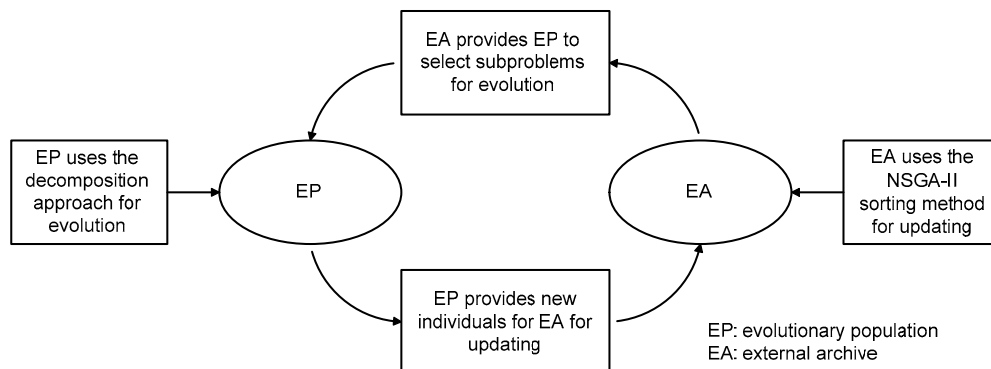 EA provides EP to
select subproblems
for evolution
EP uses the
decomposition
approach for
evolution
EP
EA
EA uses the
NSGA-II
sorting method
for updating
EP provides new
individuals for EA for
updating
EP: evolutionary population
EA: external archive